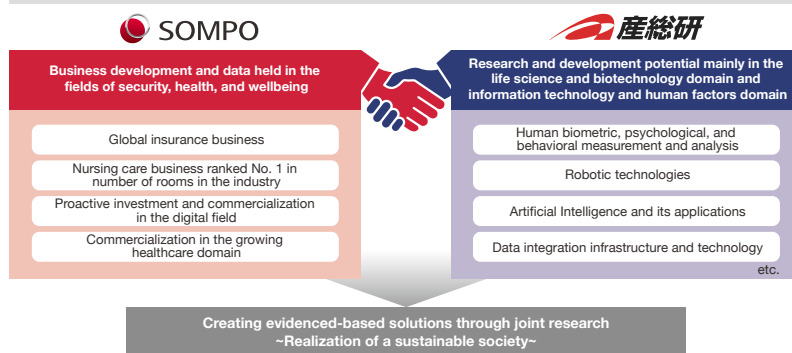 SOMPO
産総研
Business development and data held in the
fields of security, health, and wellbeing
Research and development potential mainly in the
life science and biotechnology domain and
information technology and human factors domain
Global insurance business
Nursing care business ranked No. 1 in
number of rooms in the industry
Proactive investment and commercialization
in the digital field
Commercialization in the growing
healthcare domain
Human biometric, psychological, and
behavioral measurement and analysis
Robotic technologies
Artificial Intelligence and its applications
Data integration infrastructure and technology
etc.
Creating evidenced-based solutions through joint research
~Realization of a sustainable society~